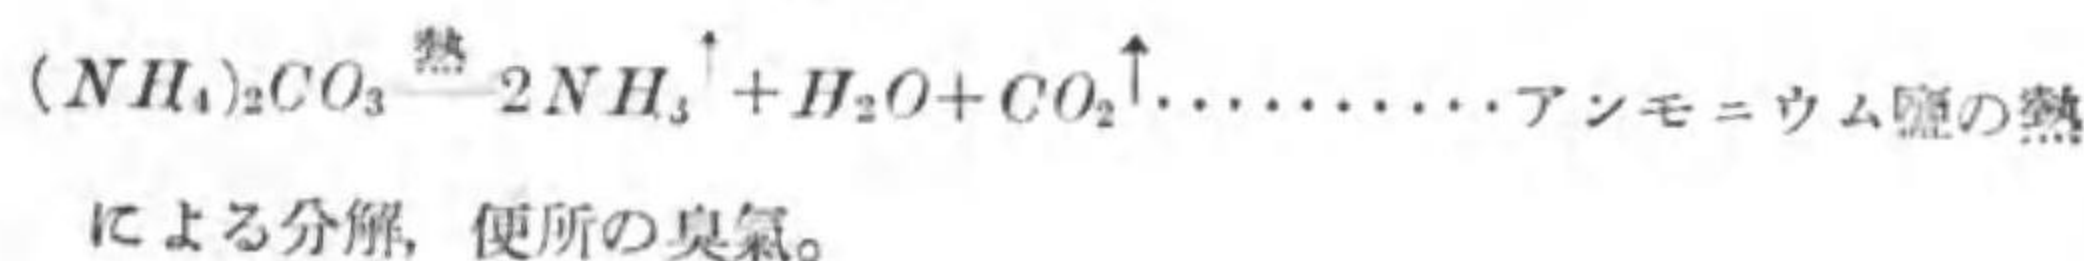 (NH₄)₂CO₃ 熱 2NH₃↑+H₂O+CO₂↑...........アンモニウム鹽の熱
による分解，便所の臭氣。